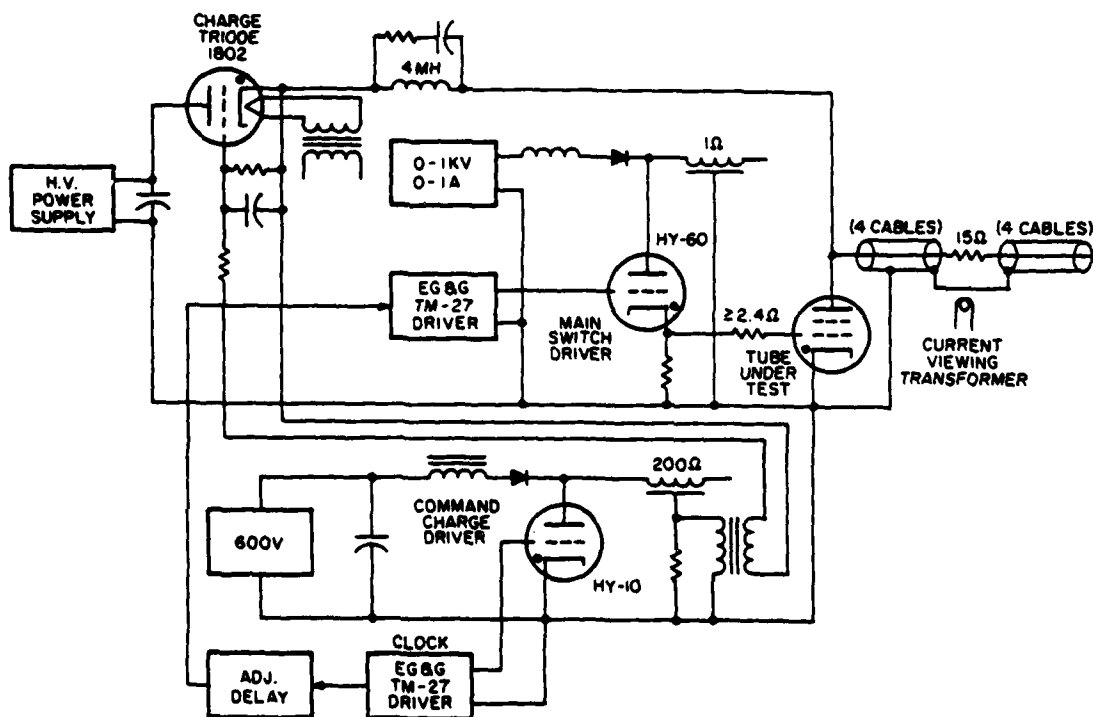 CHARGE
TRIODE
1802
4MH
H.V.
POWER
SUPPLY
0-1KV
0-1A
1Ω
HY-60
EG&G
TM-27
DRIVER
MAIN
SWITCH
DRIVER
≥2.4Ω
TUBE
UNDER
TEST
(4 CABLES)
15Ω
(4 CABLES)
CURRENT
VIEWING
TRANSFORMER
600V
COMMAND
CHARGE
DRIVER
HY-10
200Ω
ADJ.
DELAY
CLOCK
EG&G
TM-27
DRIVER